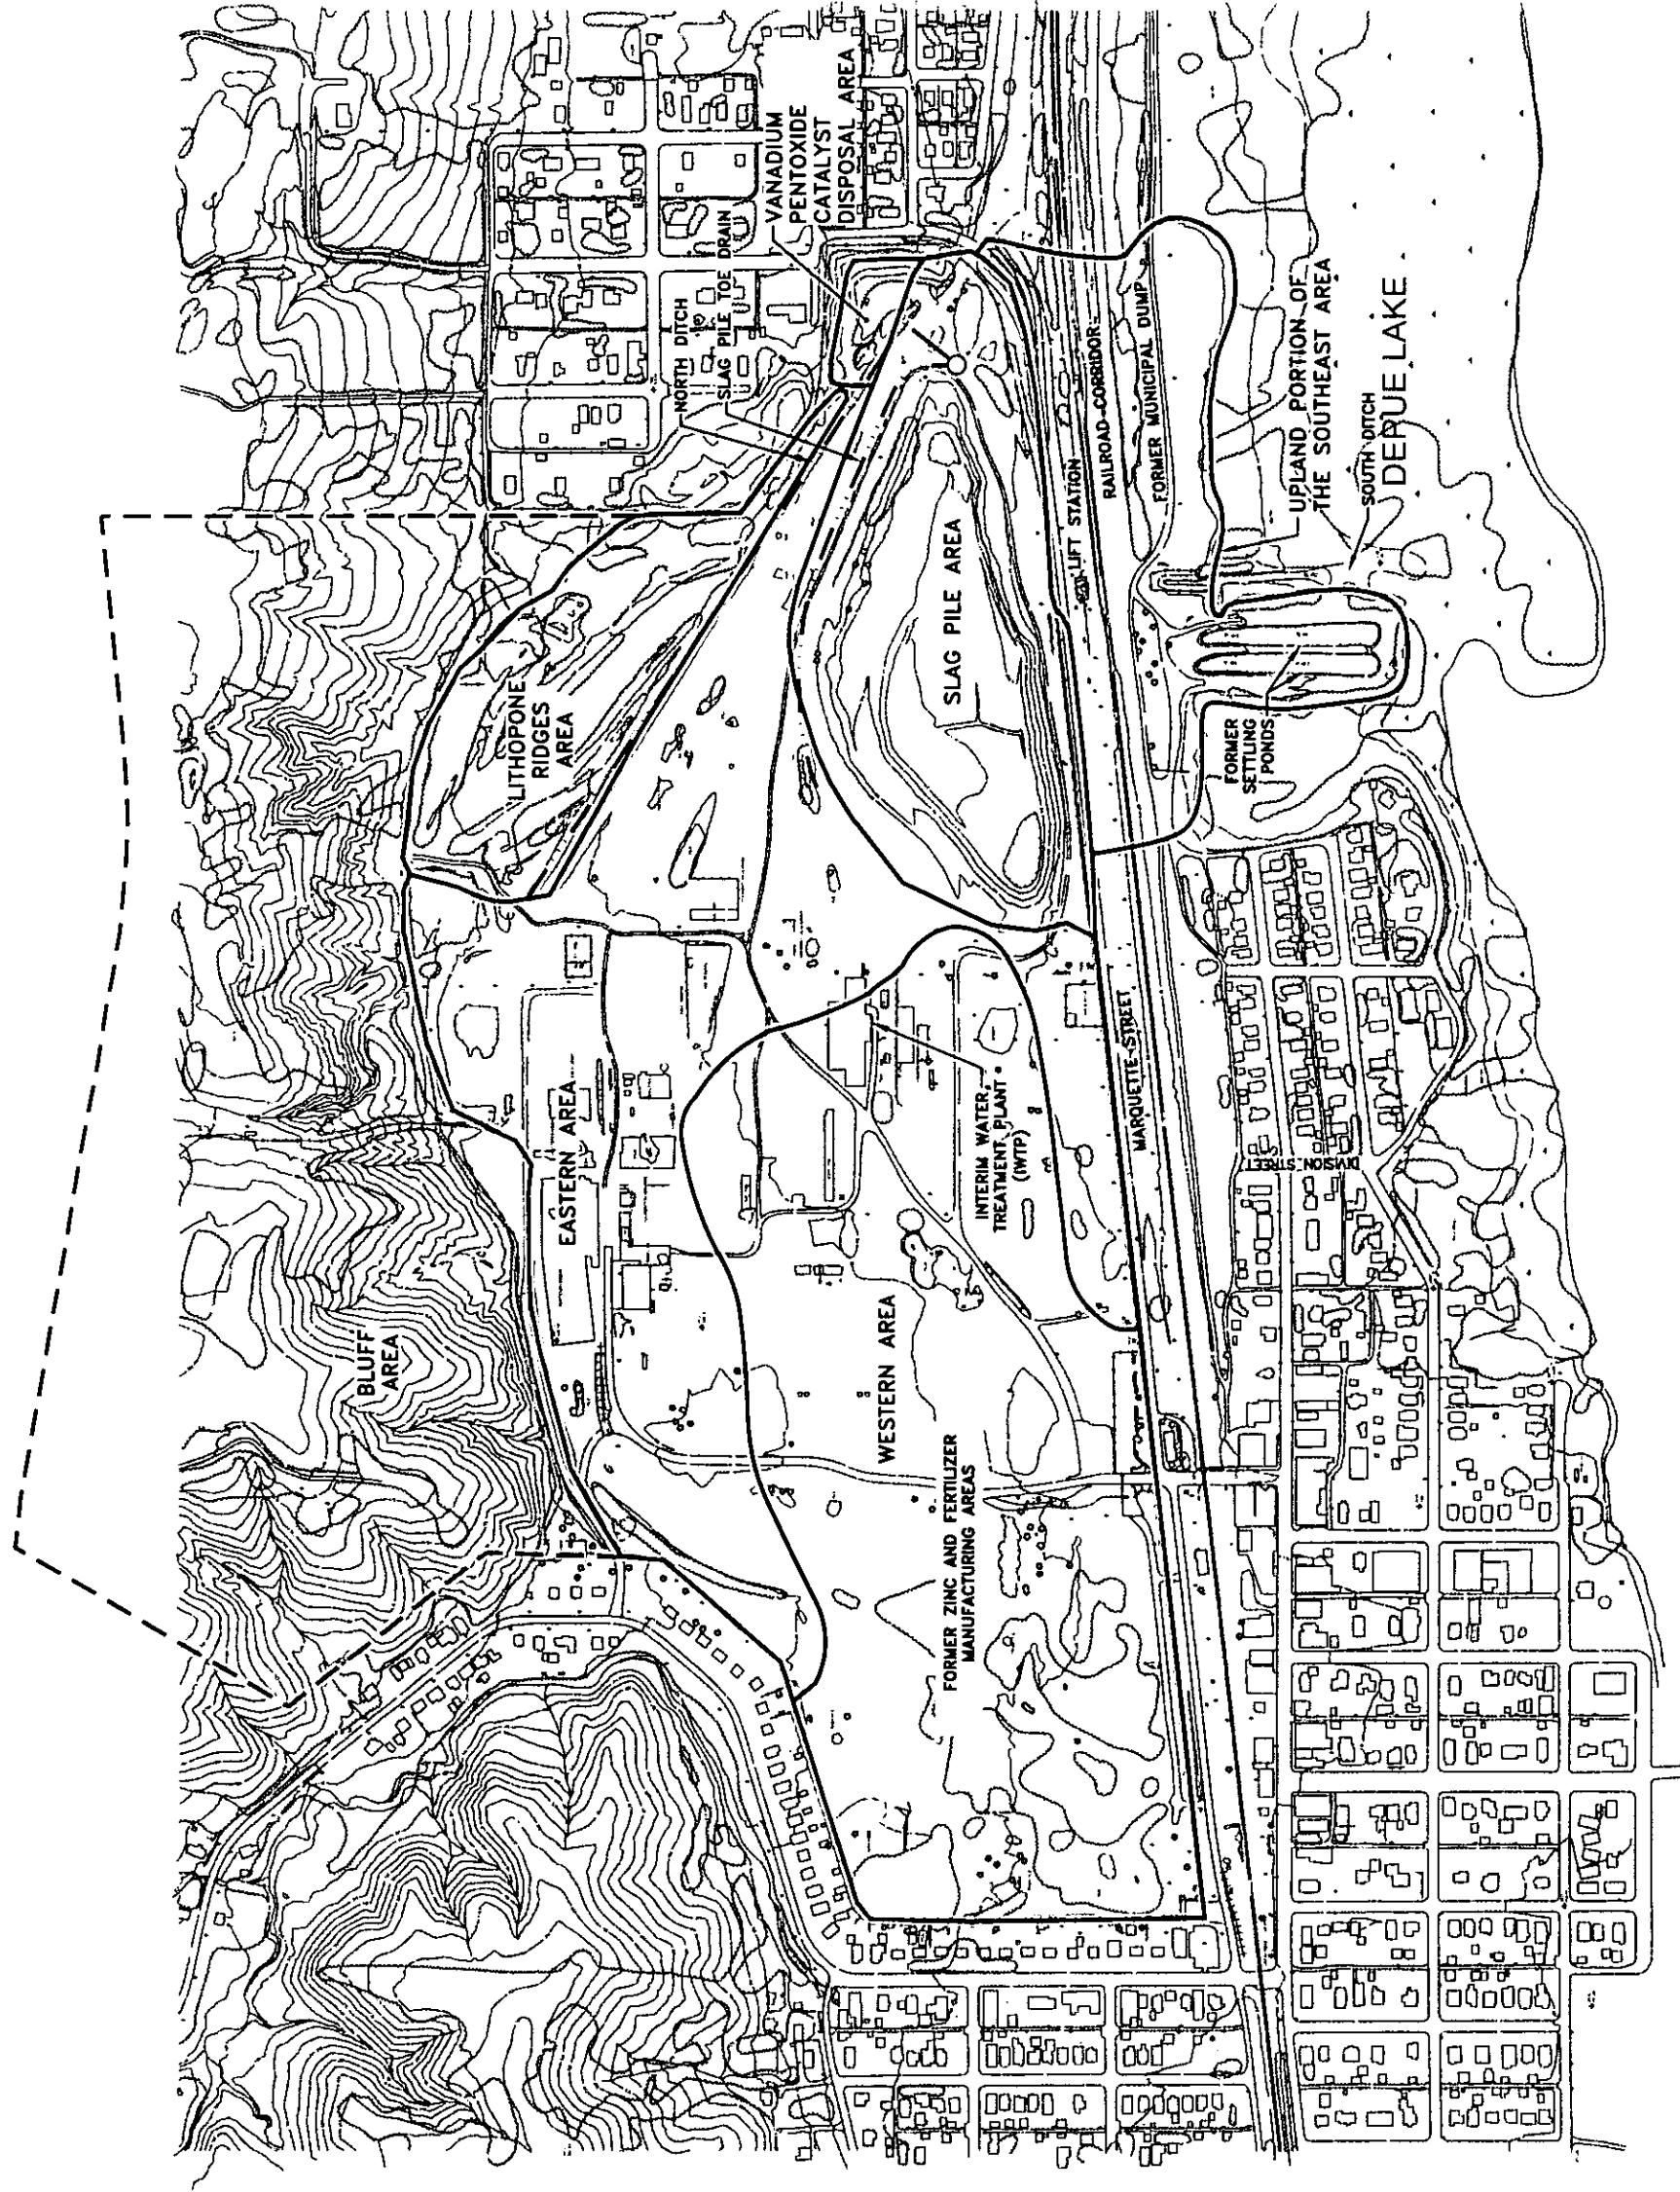 BLUFF
AREA
EASTERN AREA
LITHOPONE
RIDGES
AREA
NORTH DITCH
SLAG PILE TOE DRAIN
VANADIUM
PENTOXIDE
CATALYST
DISPOSAL AREA
WESTERN AREA
FORMER ZINC AND FERTILIZER
MANUFACTURING AREAS
INTERIM WATER
TREATMENT PLANT
(IWTP)
SLAG PILE AREA
MARQUETTE STREET
LIFT STATION
RAILROAD CORRIDOR
FORMER MUNICIPAL DUMP
DIVISION STREET
FORMER
SETTLING
PONDS
UPLAND PORTION OF
THE SOUTHEAST AREA
SOUTH DITCH
DEPUE LAKE